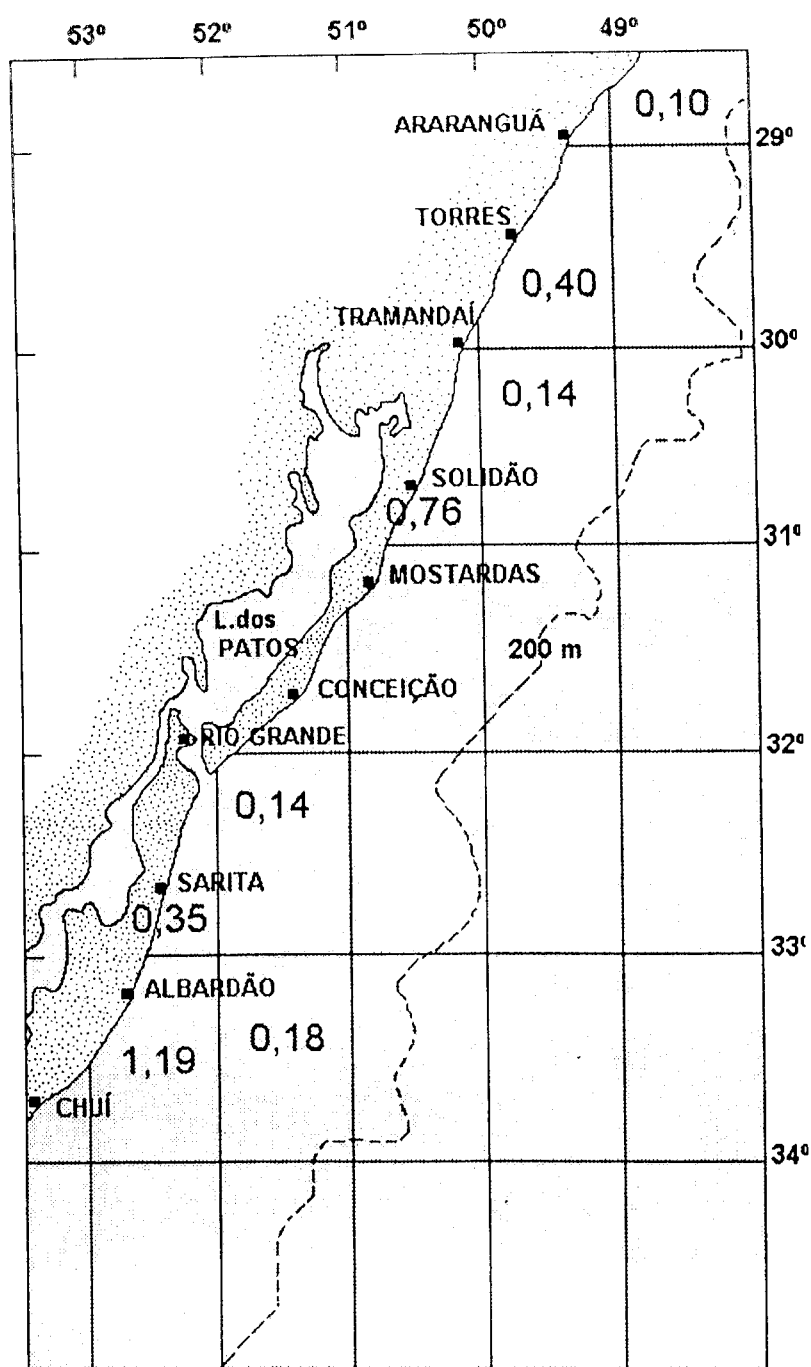 53º 52º 51º 50º 49º
0,10
ARARANGUÁ
29º
TORRES
0,40
TRAMANDAÍ
30º
0,14
SOLIDÃO
0,76
31º
MOSTARDAS
L.dos
PATOS
200 m
CONCEIÇÃO
RIO GRANDE
32º
0,14
SARITA
0,35
33º
ALBARDÃO
0,18
1,19
CHUÍ
34º